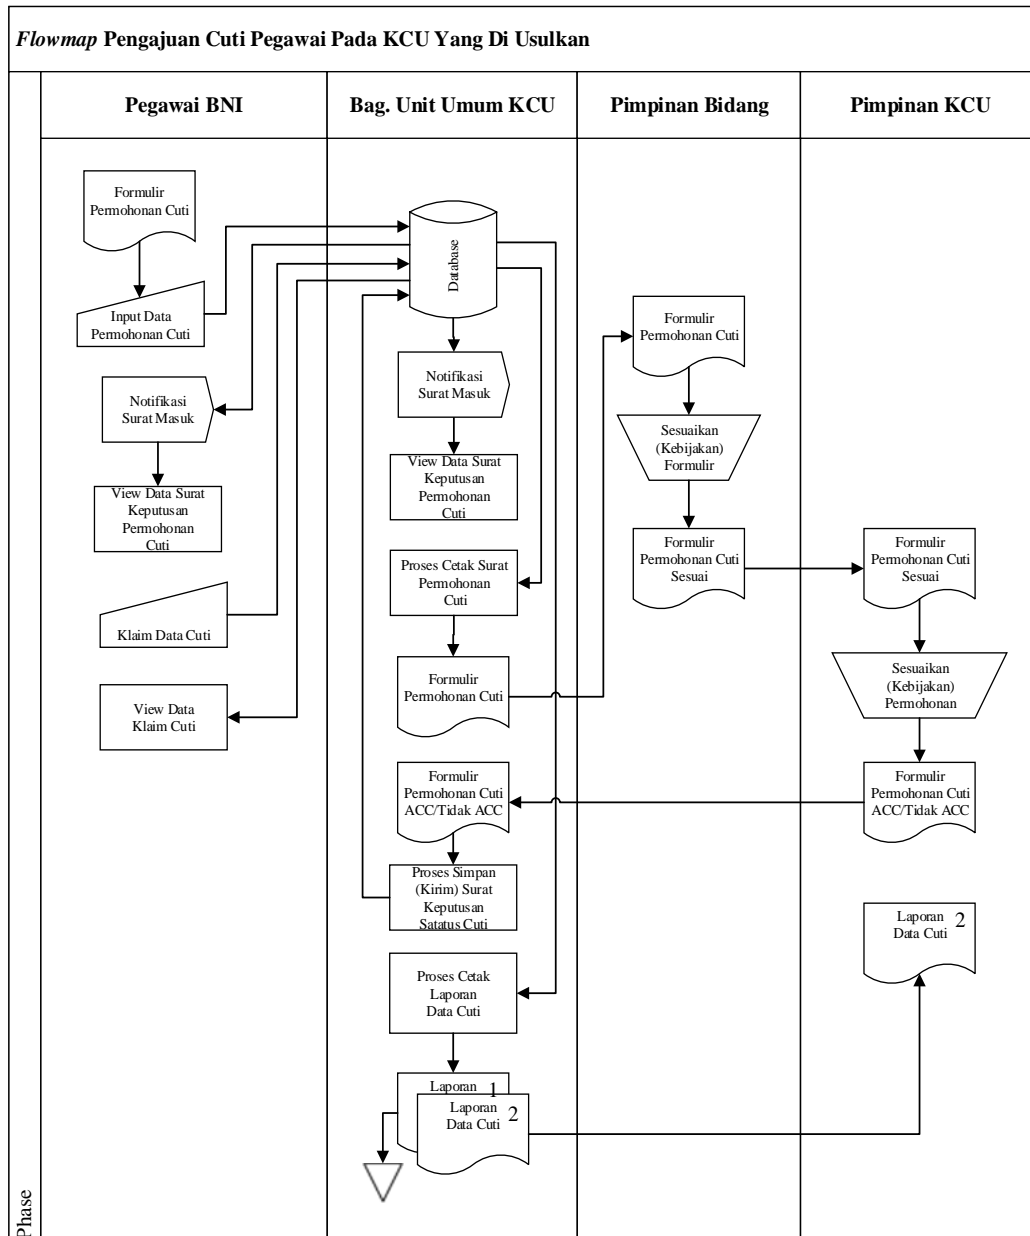 Flowmap Pengajuan Cuti Pegawai Pada KCU Yang Di Usulkan
Pegawai BNI
Bag. Unit Umum KCU
Pimpinan Bidang
Pimpinan KCU
Formulir
Permohonan Cuti
Input Data
Permohonan Cuti
Notifikasi
Surat Masuk
View Data Surat
Keputusan
Permohonan
Cuti
Klaim Data Cuti
View Data
Klaim Cuti
Database
Notifikasi
Surat Masuk
View Data Surat
Keputusan
Permohonan
Cuti
Proses Cetak Surat
Permohonan
Cuti
Formulir
Permohonan Cuti
Formulir
Permohonan Cuti
ACC/Tidak ACC
Proses Simpan
(Kirim) Surat
Keputusan
Satatus Cuti
Proses Cetak
Laporan
Data Cuti
Laporan 1
Laporan
Data Cuti 2
Formulir
Permohonan Cuti
Sesuaikan
(Kebijakan)
Formulir
Formulir
Permohonan Cuti
Sesuai
Formulir
Permohonan Cuti
Sesuai
Sesuaikan
(Kebijakan)
Permohonan
Formulir
Permohonan Cuti
ACC/Tidak ACC
Laporan 2
Data Cuti
Phase